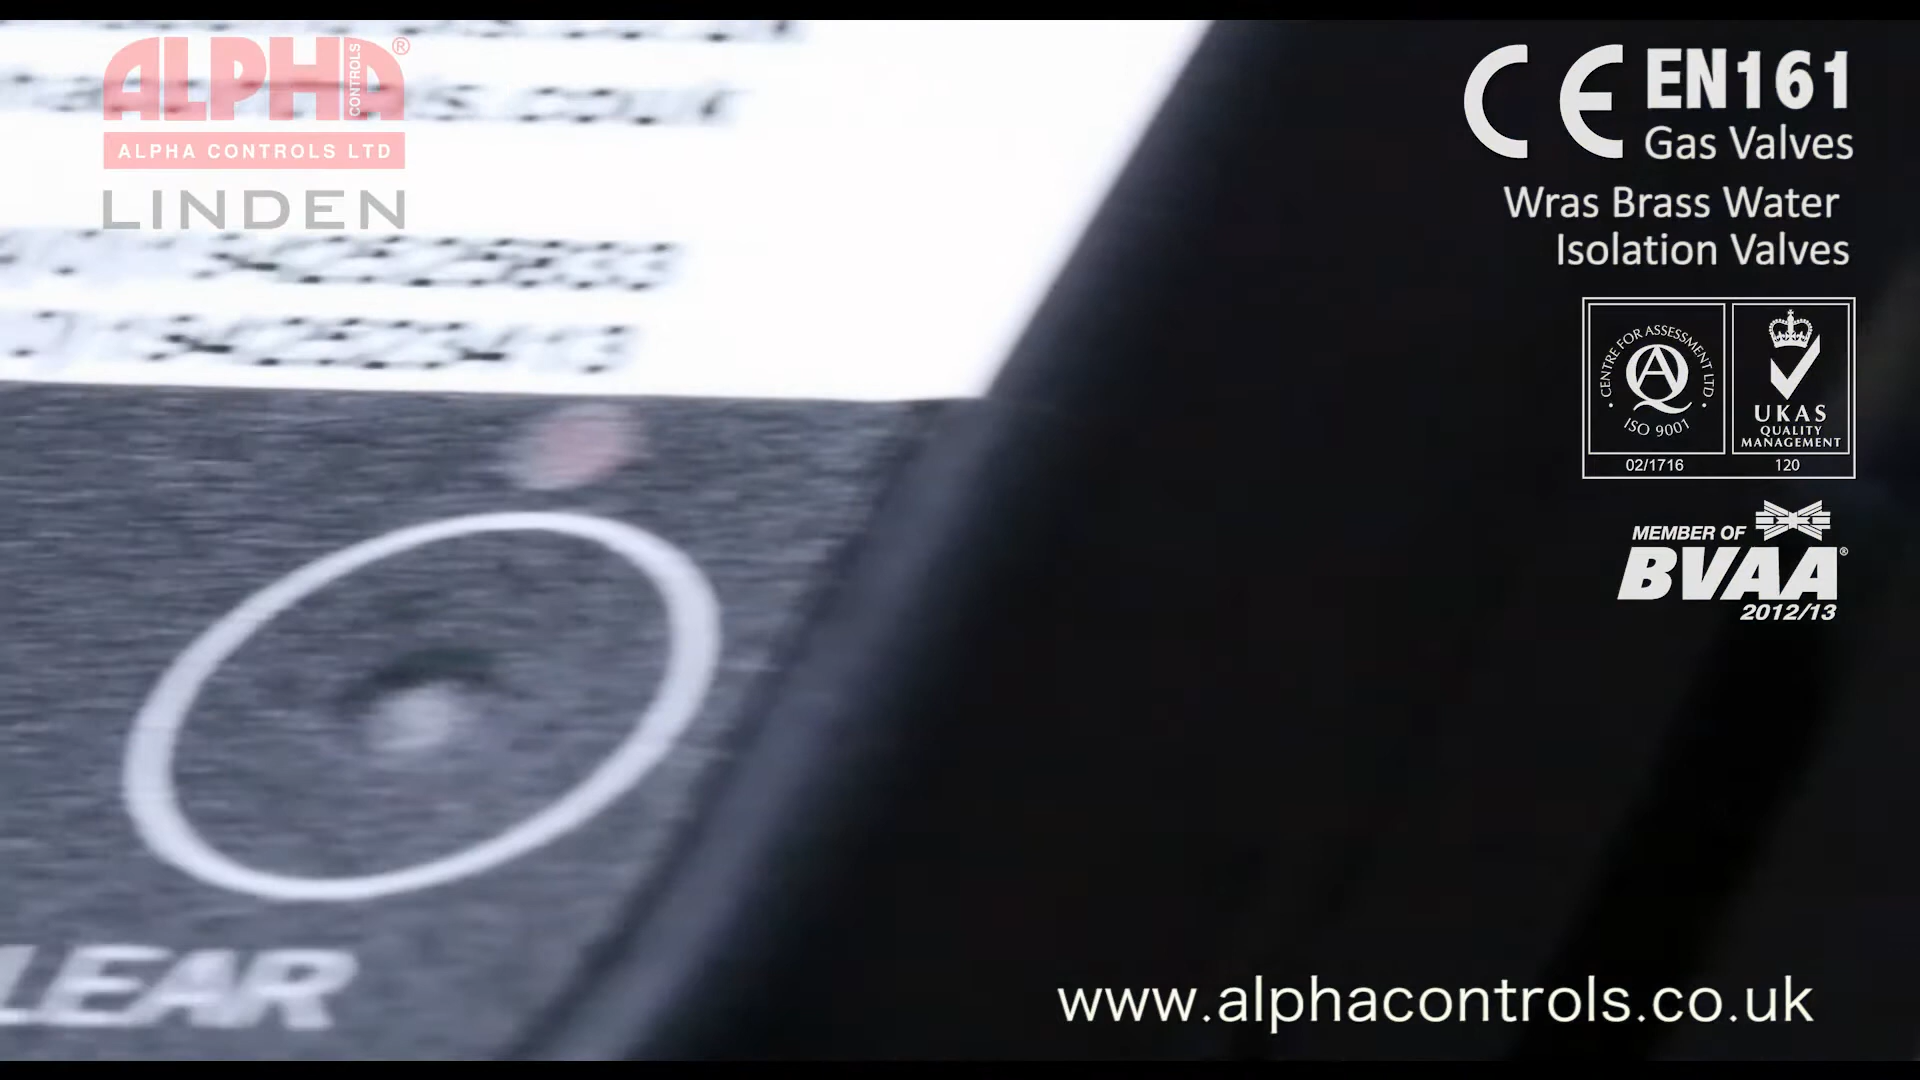 ALPHA®
CONTROLS
ALPHA CONTROLS LTD
LINDEN
CE EN161
Gas Valves
Wras Brass Water
Isolation Valves
CENTRE FOR ASSESSMENT LTD
QA
ISO 9001
02/1716
UKAS
QUALITY
MANAGEMENT
120
MEMBER OF
BVAA®
2012/13
LEAR
www.alphacontrols.co.uk